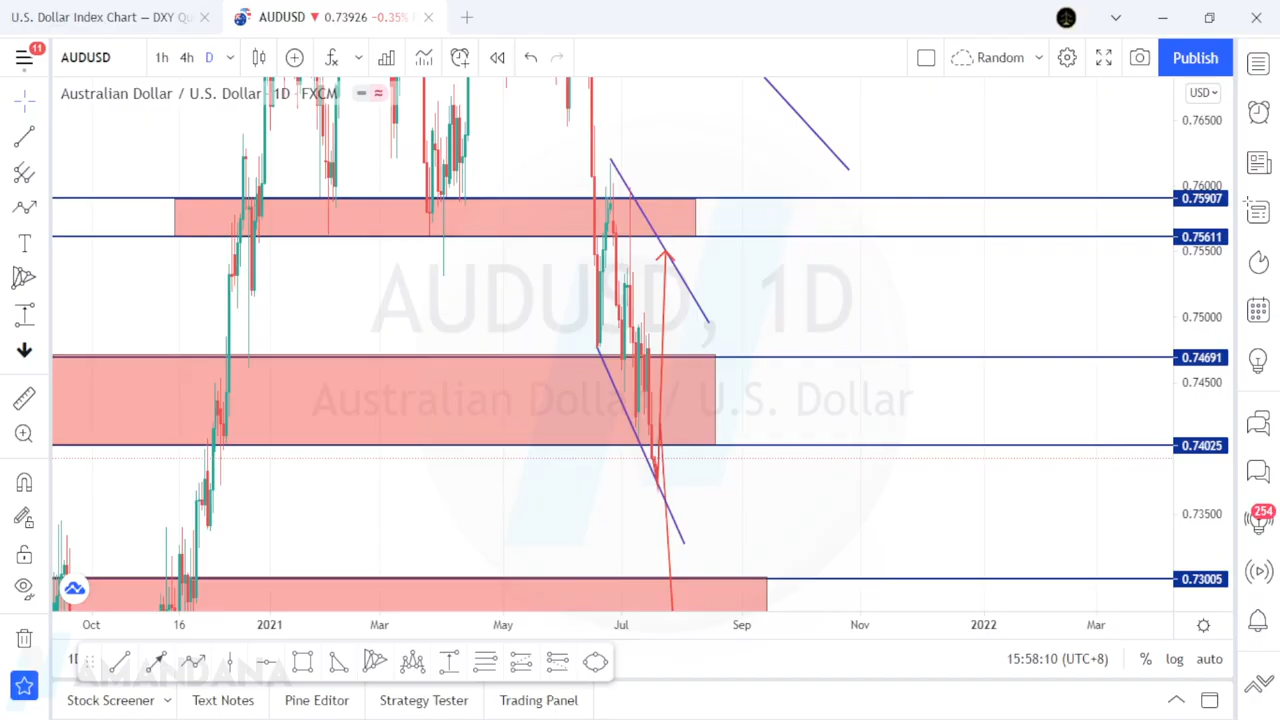 U.S. Dollar Index Chart — DXY Qu
AUDUSD ▼ 0.73926 −0.35%
11
AUDUSD
1h 4h D
Random
Publish
Australian Dollar / U.S. Dollar · 1D · FXCM
USD
0.76500
0.76000
0.75907
0.75611
0.75500
0.75000
0.74691
0.74500
0.74025
0.73500
0.73005
AUDUSD, 1D
Australian Dollar / U.S. Dollar
254
Oct 16 2021 Mar May Jul Sep Nov 2022 Mar
AMANDANA
15:58:10 (UTC+8) % log auto
Stock Screener Text Notes Pine Editor Strategy Tester Trading Panel